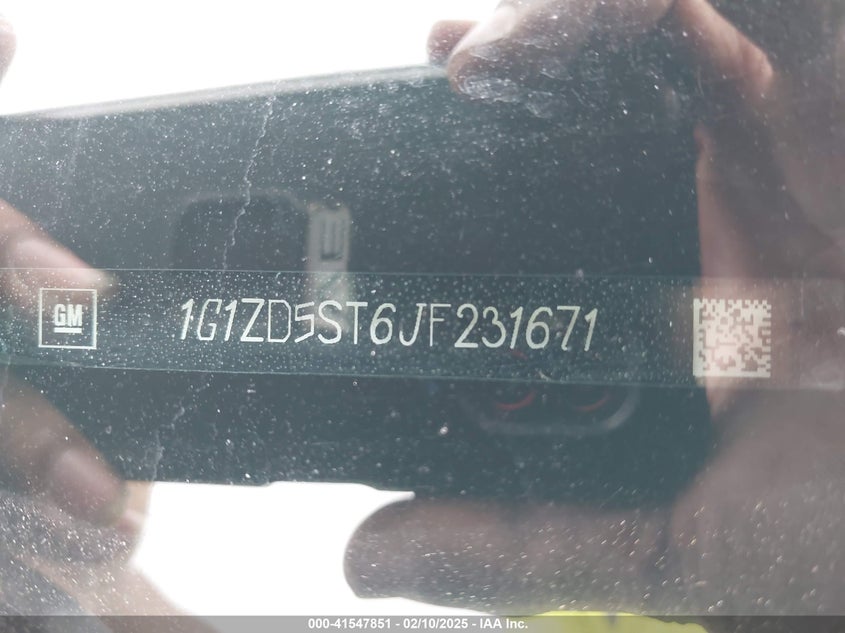 GM
1G1ZD5ST6JF231671
000-41547851 — 02/10/2025 — IAA Inc.